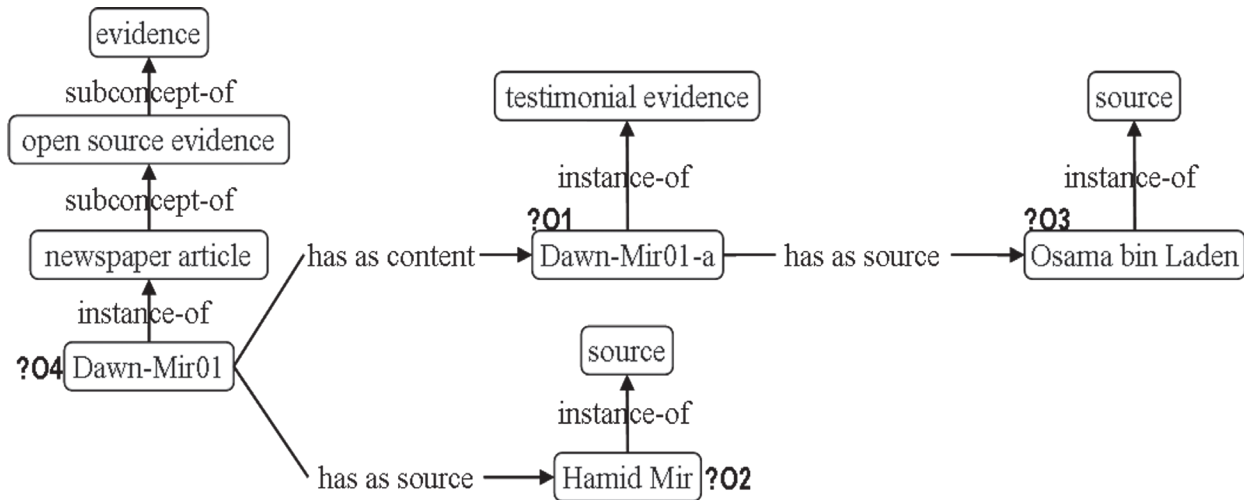 evidence
subconcept-of
testimonial evidence
source
open source evidence
subconcept-of
instance-of
instance-of
?O1
?O3
newspaper article
has as content
Dawn-Mir01-a
has as source
Osama bin Laden
instance-of
source
?O4
Dawn-Mir01
instance-of
has as source
Hamid Mir
?O2